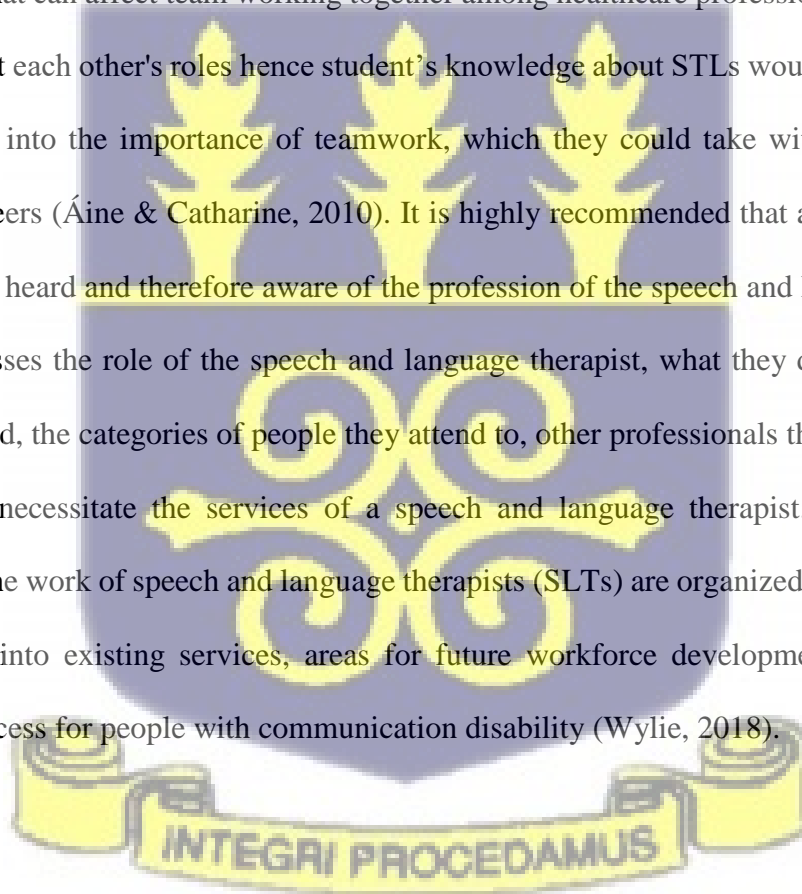 that can affect team working together among healthcare profession
each other's roles hence student's knowledge about STLs wou
into the importance of teamwork, which they could take wit
eers (Áine & Catharine, 2010). It is highly recommended that a
heard and therefore aware of the profession of the speech and
sses the role of the speech and language therapist, what they
d, the categories of people they attend to, other professionals th
necessitate the services of a speech and language therapist.
ne work of speech and language therapists (SLTs) are organized
into existing services, areas for future workforce developme
cess for people with communication disability (Wylie, 2018).
INTEGRI PROCEDAMUS